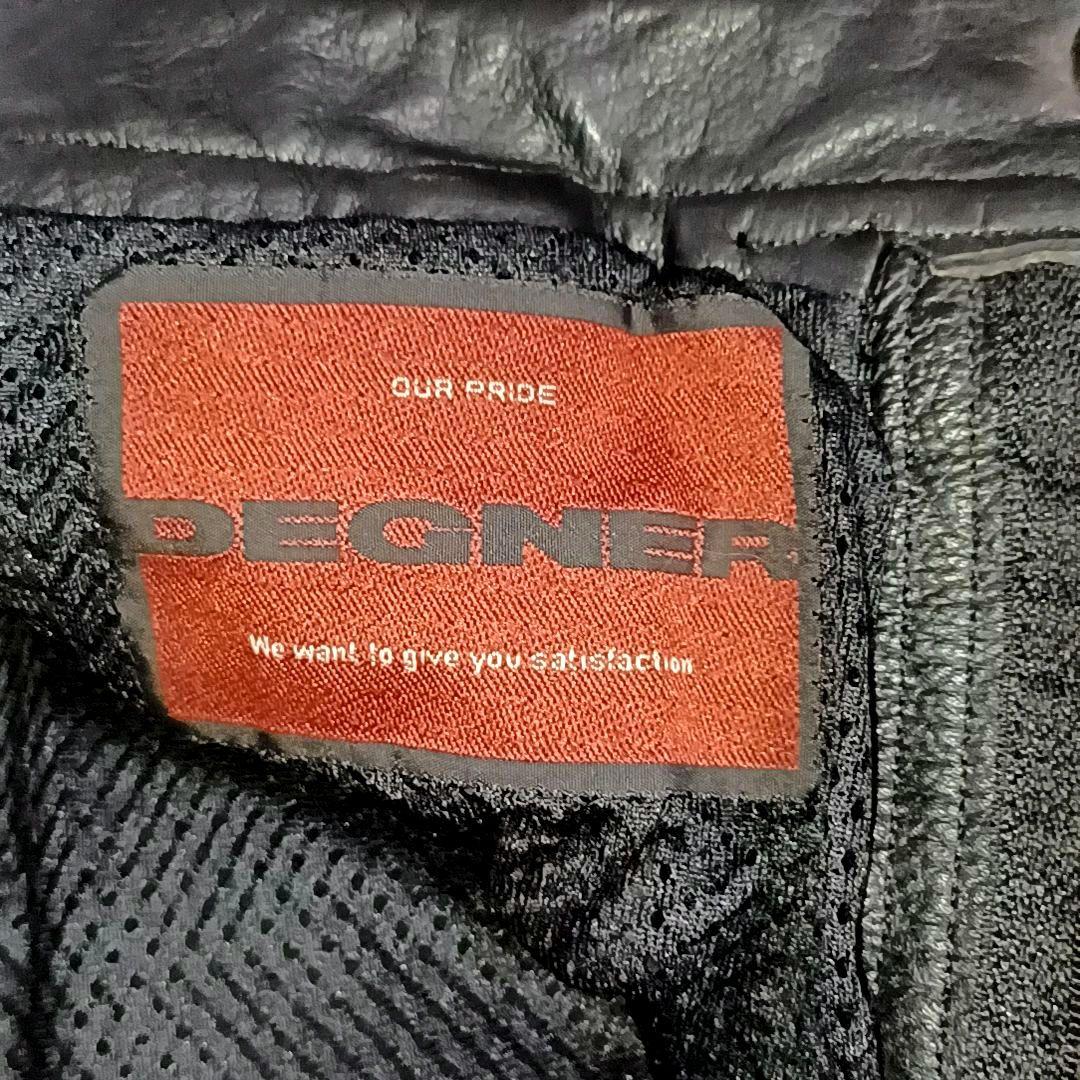 OUR PRIDE
DEGNER
We want to give you satisfaction